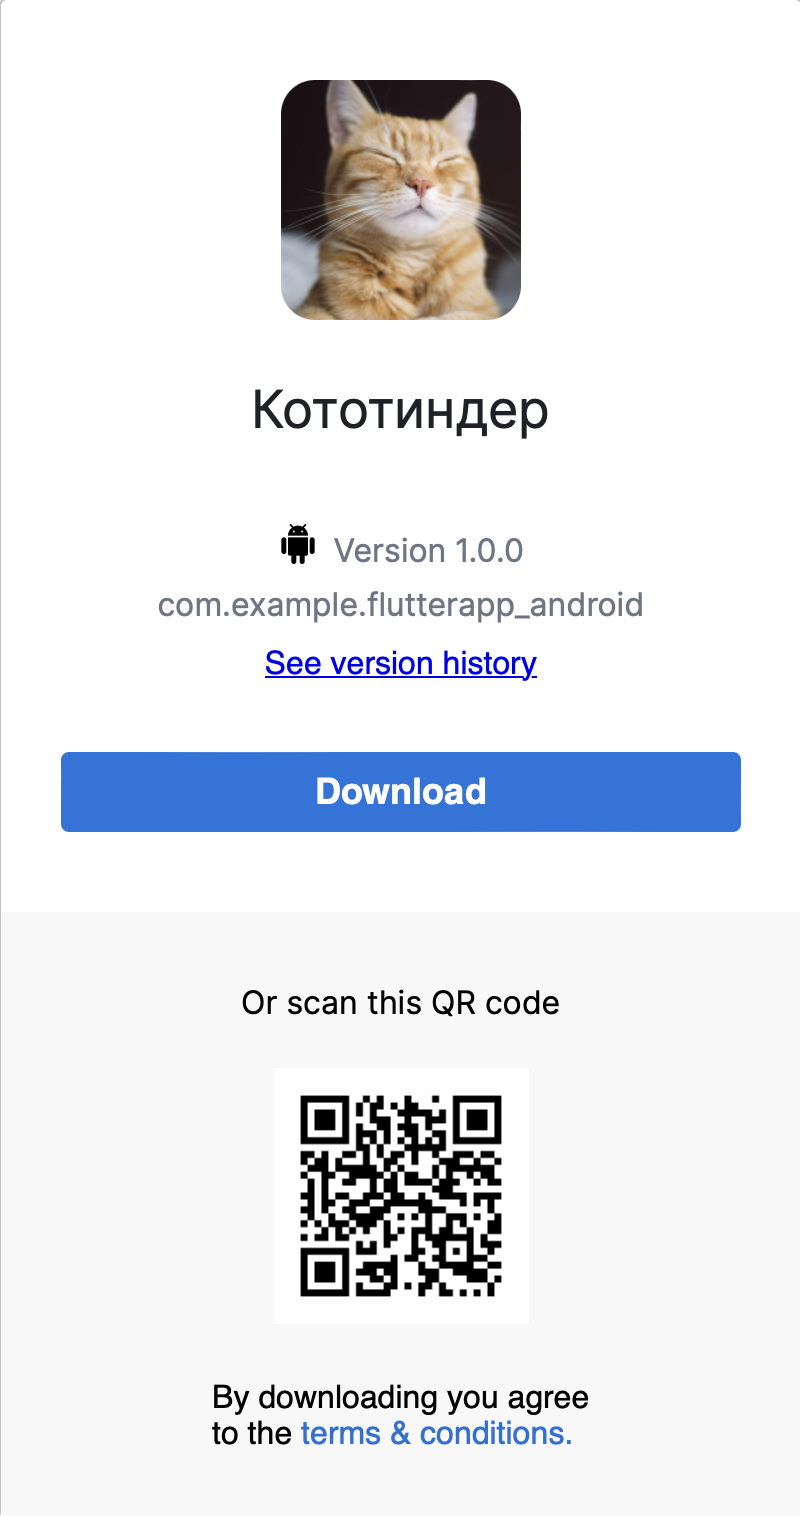 Кототиндер
Version 1.0.0
com.example.flutterapp_android
See version history
Download
Or scan this QR code
By downloading you agree
to the terms & conditions.